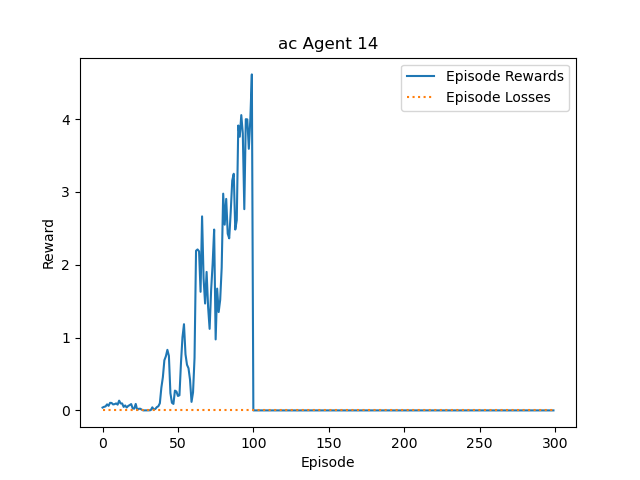 ac Agent 14
Episode Rewards
Episode Losses
Reward
4
3
2
1
0
0 50 100 150 200 250 300
Episode